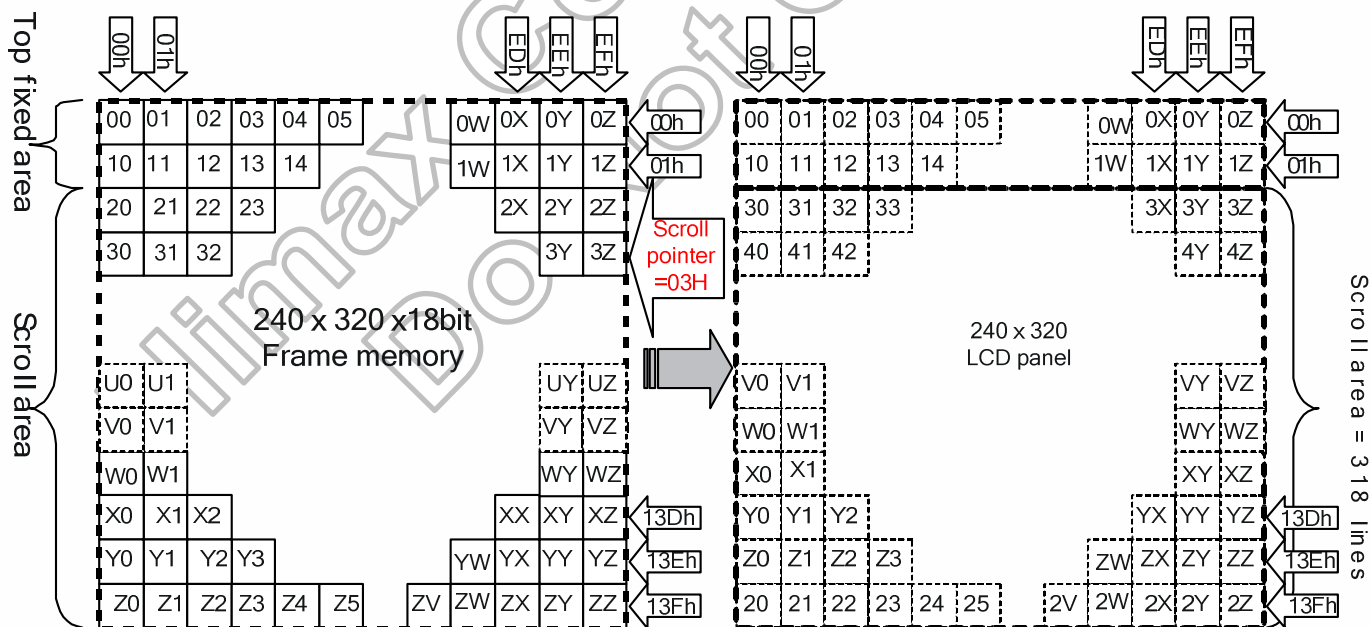 00h 01h EDh EEh EFh 00h 01h EDh EEh EFh
Top fixed area
00 01 02 03 04 05 0W 0X 0Y 0Z 00h 00 01 02 03 04 05 0W 0X 0Y 0Z 00h
10 11 12 13 14 1W 1X 1Y 1Z 01h 10 11 12 13 14 1W 1X 1Y 1Z 01h
20 21 22 23 2X 2Y 2Z 30 31 32 33 3X 3Y 3Z
30 31 32 3Y 3Z 40 41 42 4Y 4Z
Scroll
pointer
=03H
Scroll area
240 x 320 x18bit
Frame memory
240 x 320
LCD panel
Scroll area = 318 lines
U0 U1 UY UZ V0 V1 VY VZ
V0 V1 VY VZ W0 W1 WY WZ
W0 W1 WY WZ X0 X1 XY XZ
X0 X1 X2 XX XY XZ 13Dh Y0 Y1 Y2 YX YY YZ 13Dh
Y0 Y1 Y2 Y3 YW YX YY YZ 13Eh Z0 Z1 Z2 Z3 ZW ZX ZY ZZ 13Eh
Z0 Z1 Z2 Z3 Z4 Z5 ZV ZW ZX ZY ZZ 13Fh 20 21 22 23 24 25 2V 2W 2X 2Y 2Z 13Fh
limax Co
Do not C